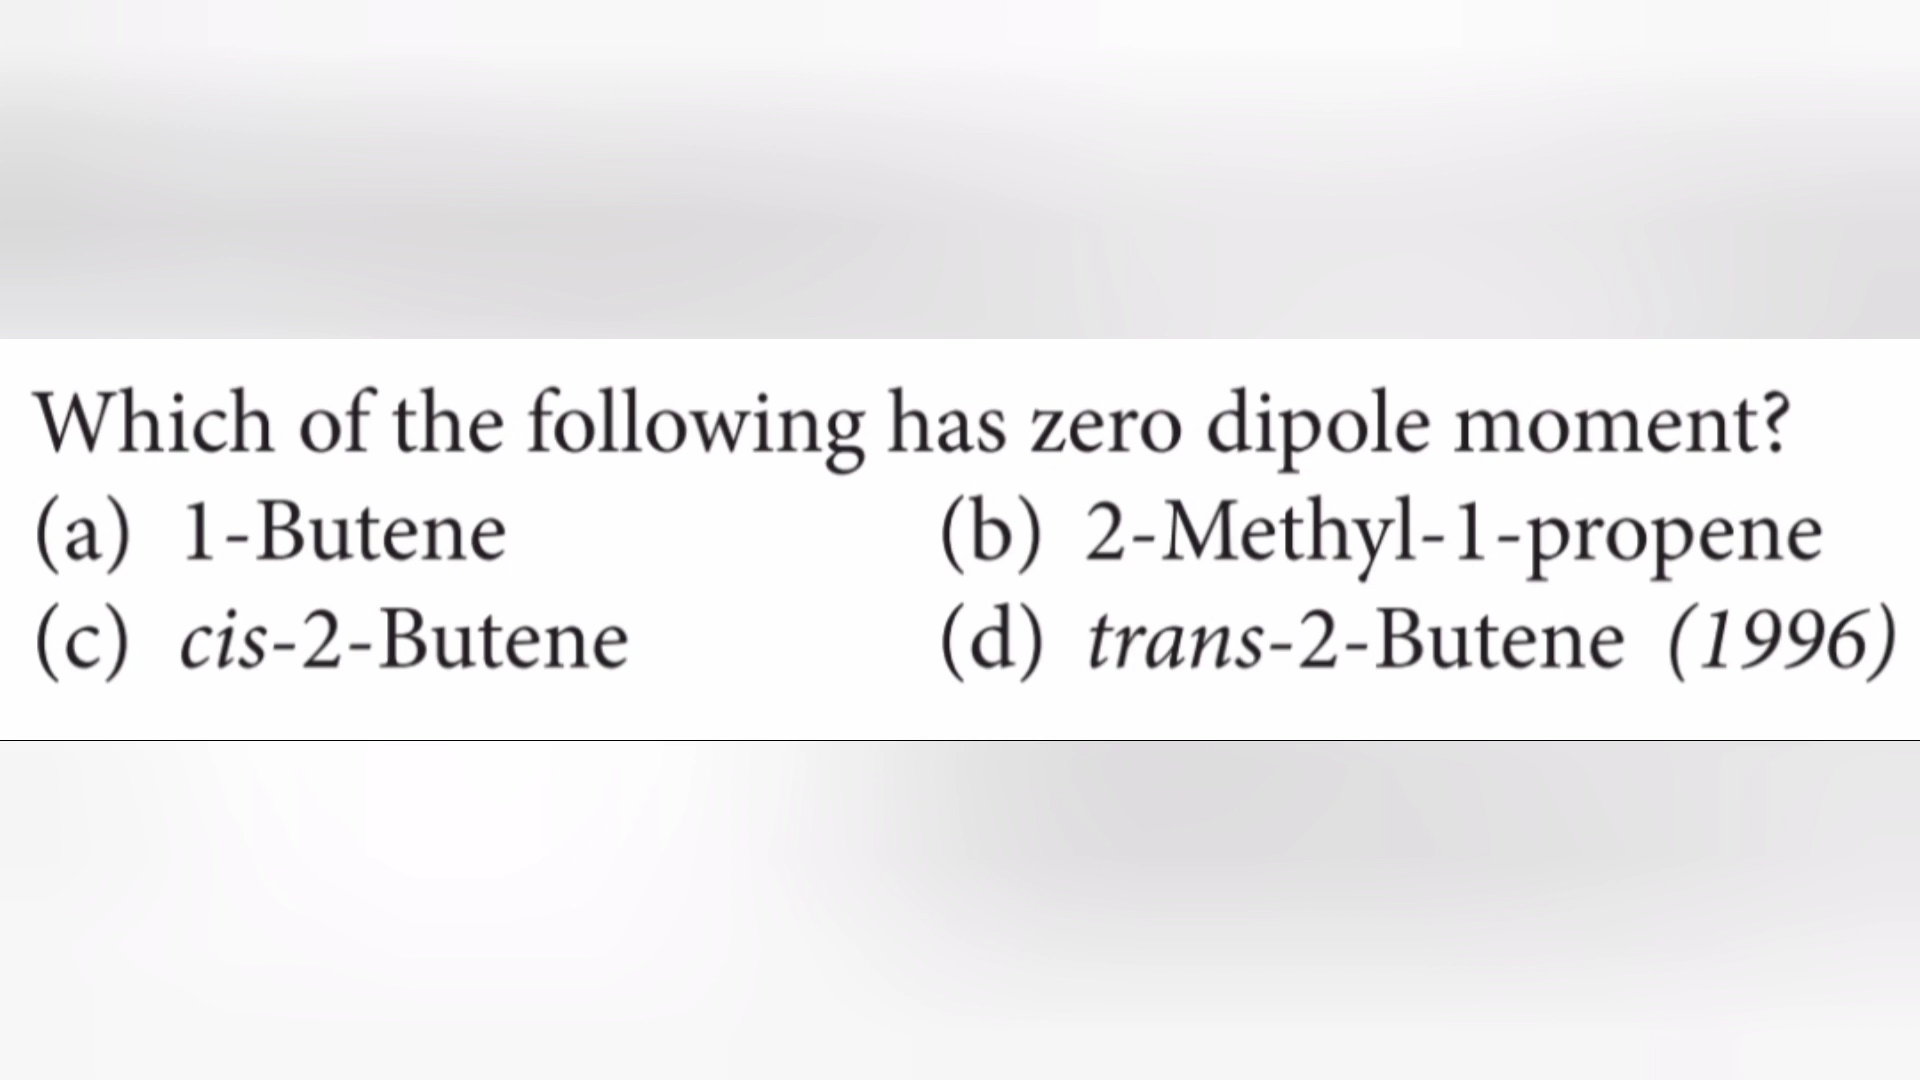 Which of the following has zero dipole moment?
(a) 1-Butene (b) 2-Methyl-1-propene
(c) cis-2-Butene (d) trans-2-Butene (1996)